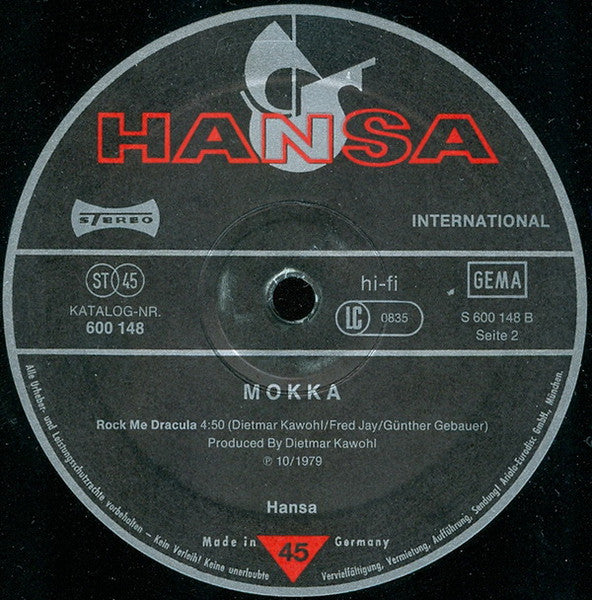 HANSA
STEREO
INTERNATIONAL
ST 45
KATALOG-NR.
600 148
hi-fi
LC 0835
GEMA
S 600 148 B
Seite 2
MOKKA
Rock Me Dracula 4:50 (Dietmar Kawohl/Fred Jay/Günther Gebauer)
Produced By Dietmar Kawohl
℗ 10/1979
Hansa
Made in Germany
45
Alle Urheber- und Leistungsschutzrechte vorbehalten – Kein Verleih! Keine unerlaubte Vervielfältigung, Vermietung, Aufführung, Sendung! Ariola-Eurodisc GmbH., München.